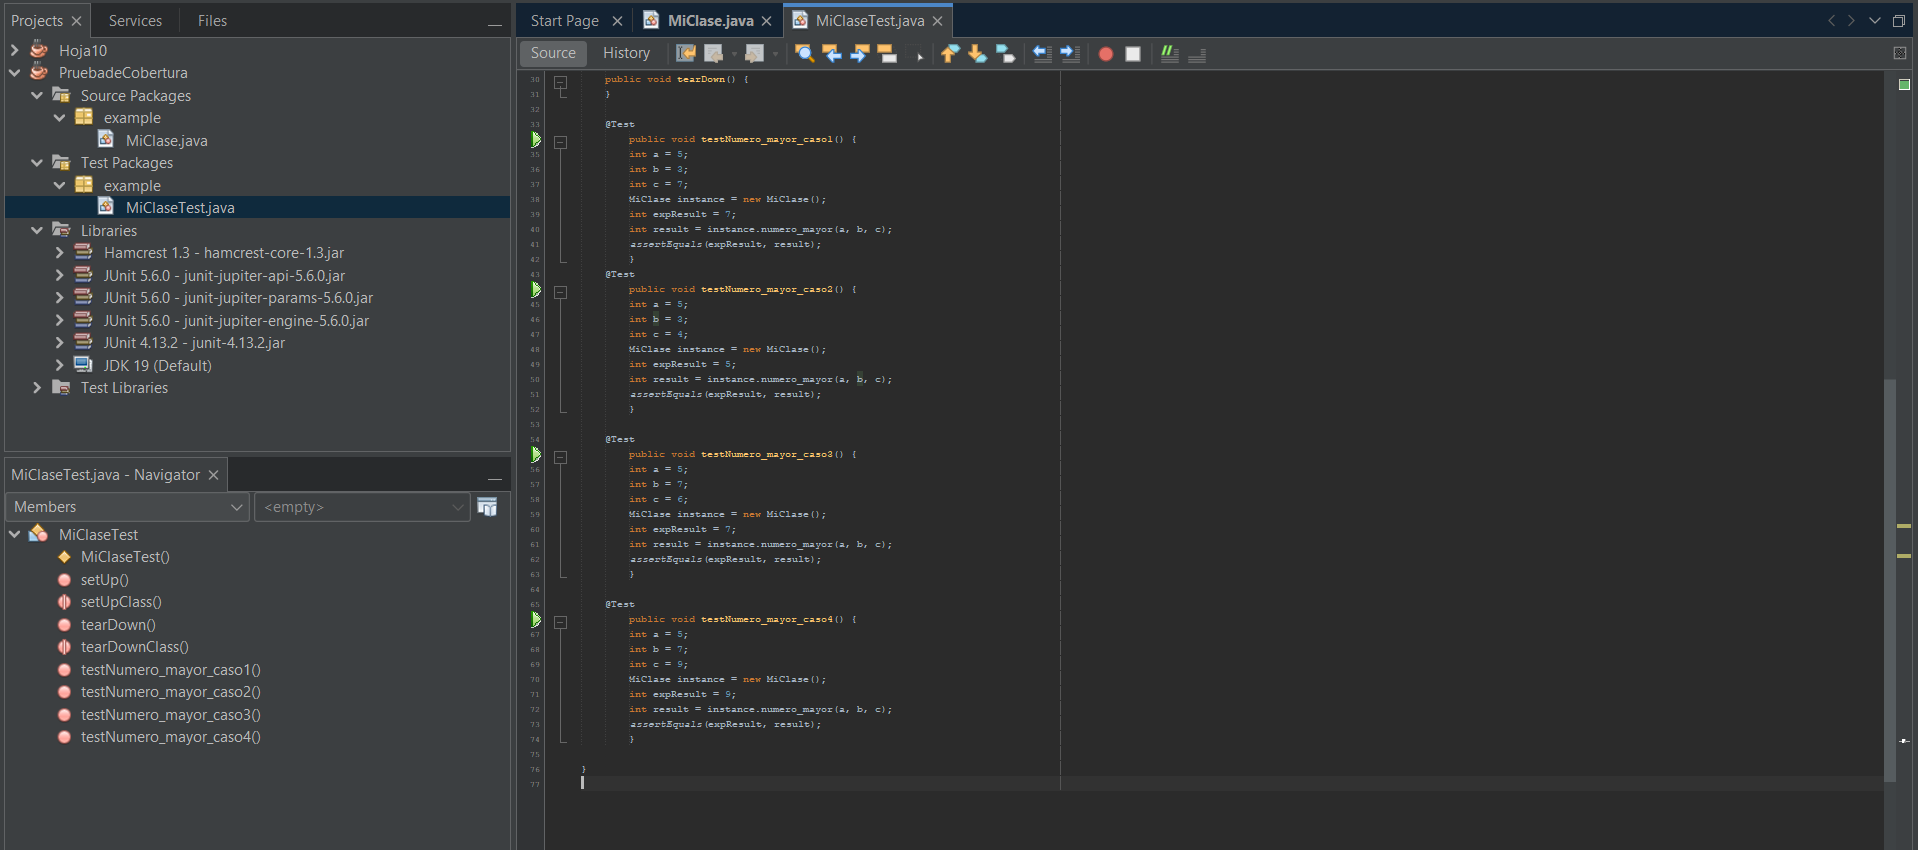 Projects
Services
Files
Hoja10
PruebadeCobertura
Source Packages
example
MiClase.java
Test Packages
example
MiClaseTest.java
Libraries
Hamcrest 1.3 - hamcrest-core-1.3.jar
JUnit 5.6.0 - junit-jupiter-api-5.6.0.jar
JUnit 5.6.0 - junit-jupiter-params-5.6.0.jar
JUnit 5.6.0 - junit-jupiter-engine-5.6.0.jar
JUnit 4.13.2 - junit-4.13.2.jar
JDK 19 (Default)
Test Libraries
MiClaseTest.java - Navigator
Members
<empty>
MiClaseTest
MiClaseTest()
setUp()
setUpClass()
tearDown()
tearDownClass()
testNumero_mayor_caso1()
testNumero_mayor_caso2()
testNumero_mayor_caso3()
testNumero_mayor_caso4()
Start Page
MiClase.java
MiClaseTest.java
Source
History
30 public void tearDown() {
31 }
32
33 @Test
public void testNumero_mayor_caso1() {
35 int a = 5;
36 int b = 3;
37 int c = 7;
38 MiClase instance = new MiClase();
39 int expResult = 7;
40 int result = instance.numero_mayor(a, b, c);
41 assertEquals(expResult, result);
42 }
43 @Test
public void testNumero_mayor_caso2() {
45 int a = 5;
46 int b = 3;
47 int c = 4;
48 MiClase instance = new MiClase();
49 int expResult = 5;
50 int result = instance.numero_mayor(a, b, c);
51 assertEquals(expResult, result);
52 }
53
54 @Test
public void testNumero_mayor_caso3() {
56 int a = 5;
57 int b = 7;
58 int c = 6;
59 MiClase instance = new MiClase();
60 int expResult = 7;
61 int result = instance.numero_mayor(a, b, c);
62 assertEquals(expResult, result);
63 }
64
65 @Test
public void testNumero_mayor_caso4() {
67 int a = 5;
68 int b = 7;
69 int c = 9;
70 MiClase instance = new MiClase();
71 int expResult = 9;
72 int result = instance.numero_mayor(a, b, c);
73 assertEquals(expResult, result);
74 }
75
76 }
77